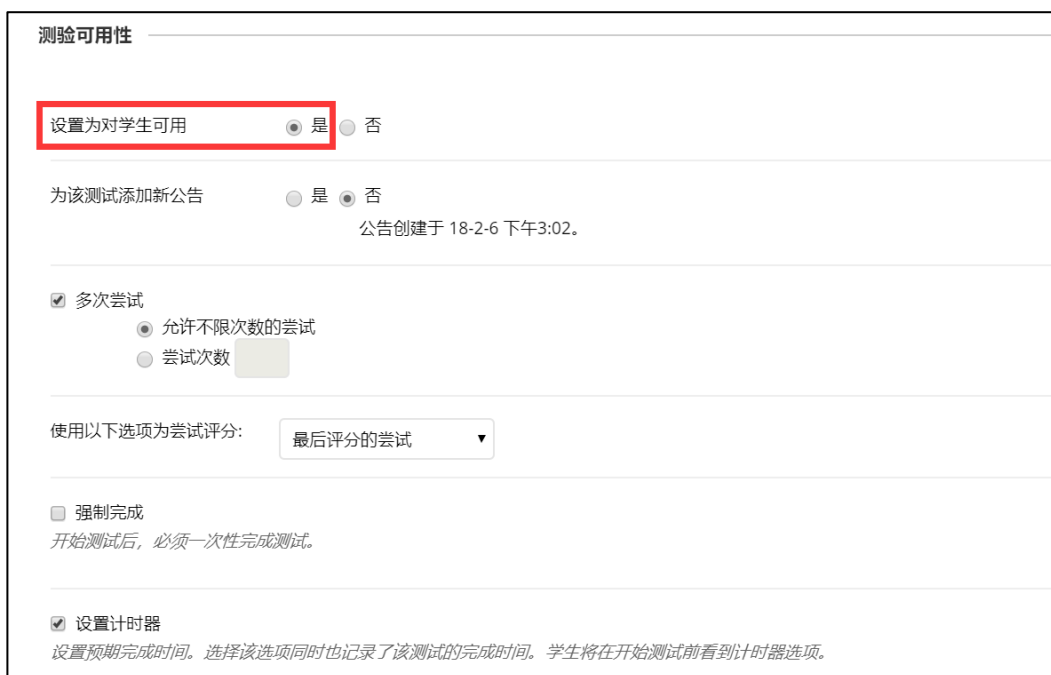 测验可用性
设置为对学生可用 是 否
为该测试添加新公告 是 否
公告创建于 18-2-6 下午3:02。
多次尝试
允许不限次数的尝试
尝试次数
使用以下选项为尝试评分: 最后评分的尝试
强制完成
开始测试后，必须一次性完成测试。
设置计时器
设置预期完成时间。选择该选项同时也记录了该测试的完成时间。学生将在开始测试前看到计时器选项。